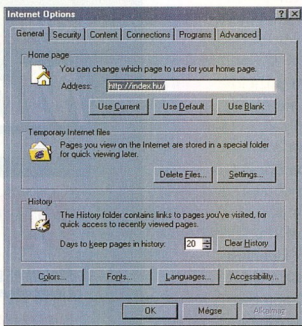 Internet Options
General Security Content Connections Programs Advanced
Home page
You can change which page to use for your home page.
Address: http://index.hu/
Use Current Use Default Use Blank
Temporary Internet files
Pages you view on the Internet are stored in a special folder
for quick viewing later.
Delete Files... Settings...
History
The History folder contains links to pages you've visited, for
quick access to recently viewed pages.
Days to keep pages in history: 20 Clear History
Colors... Fonts... Languages... Accessibility...
OK Mégse Alkalmaz